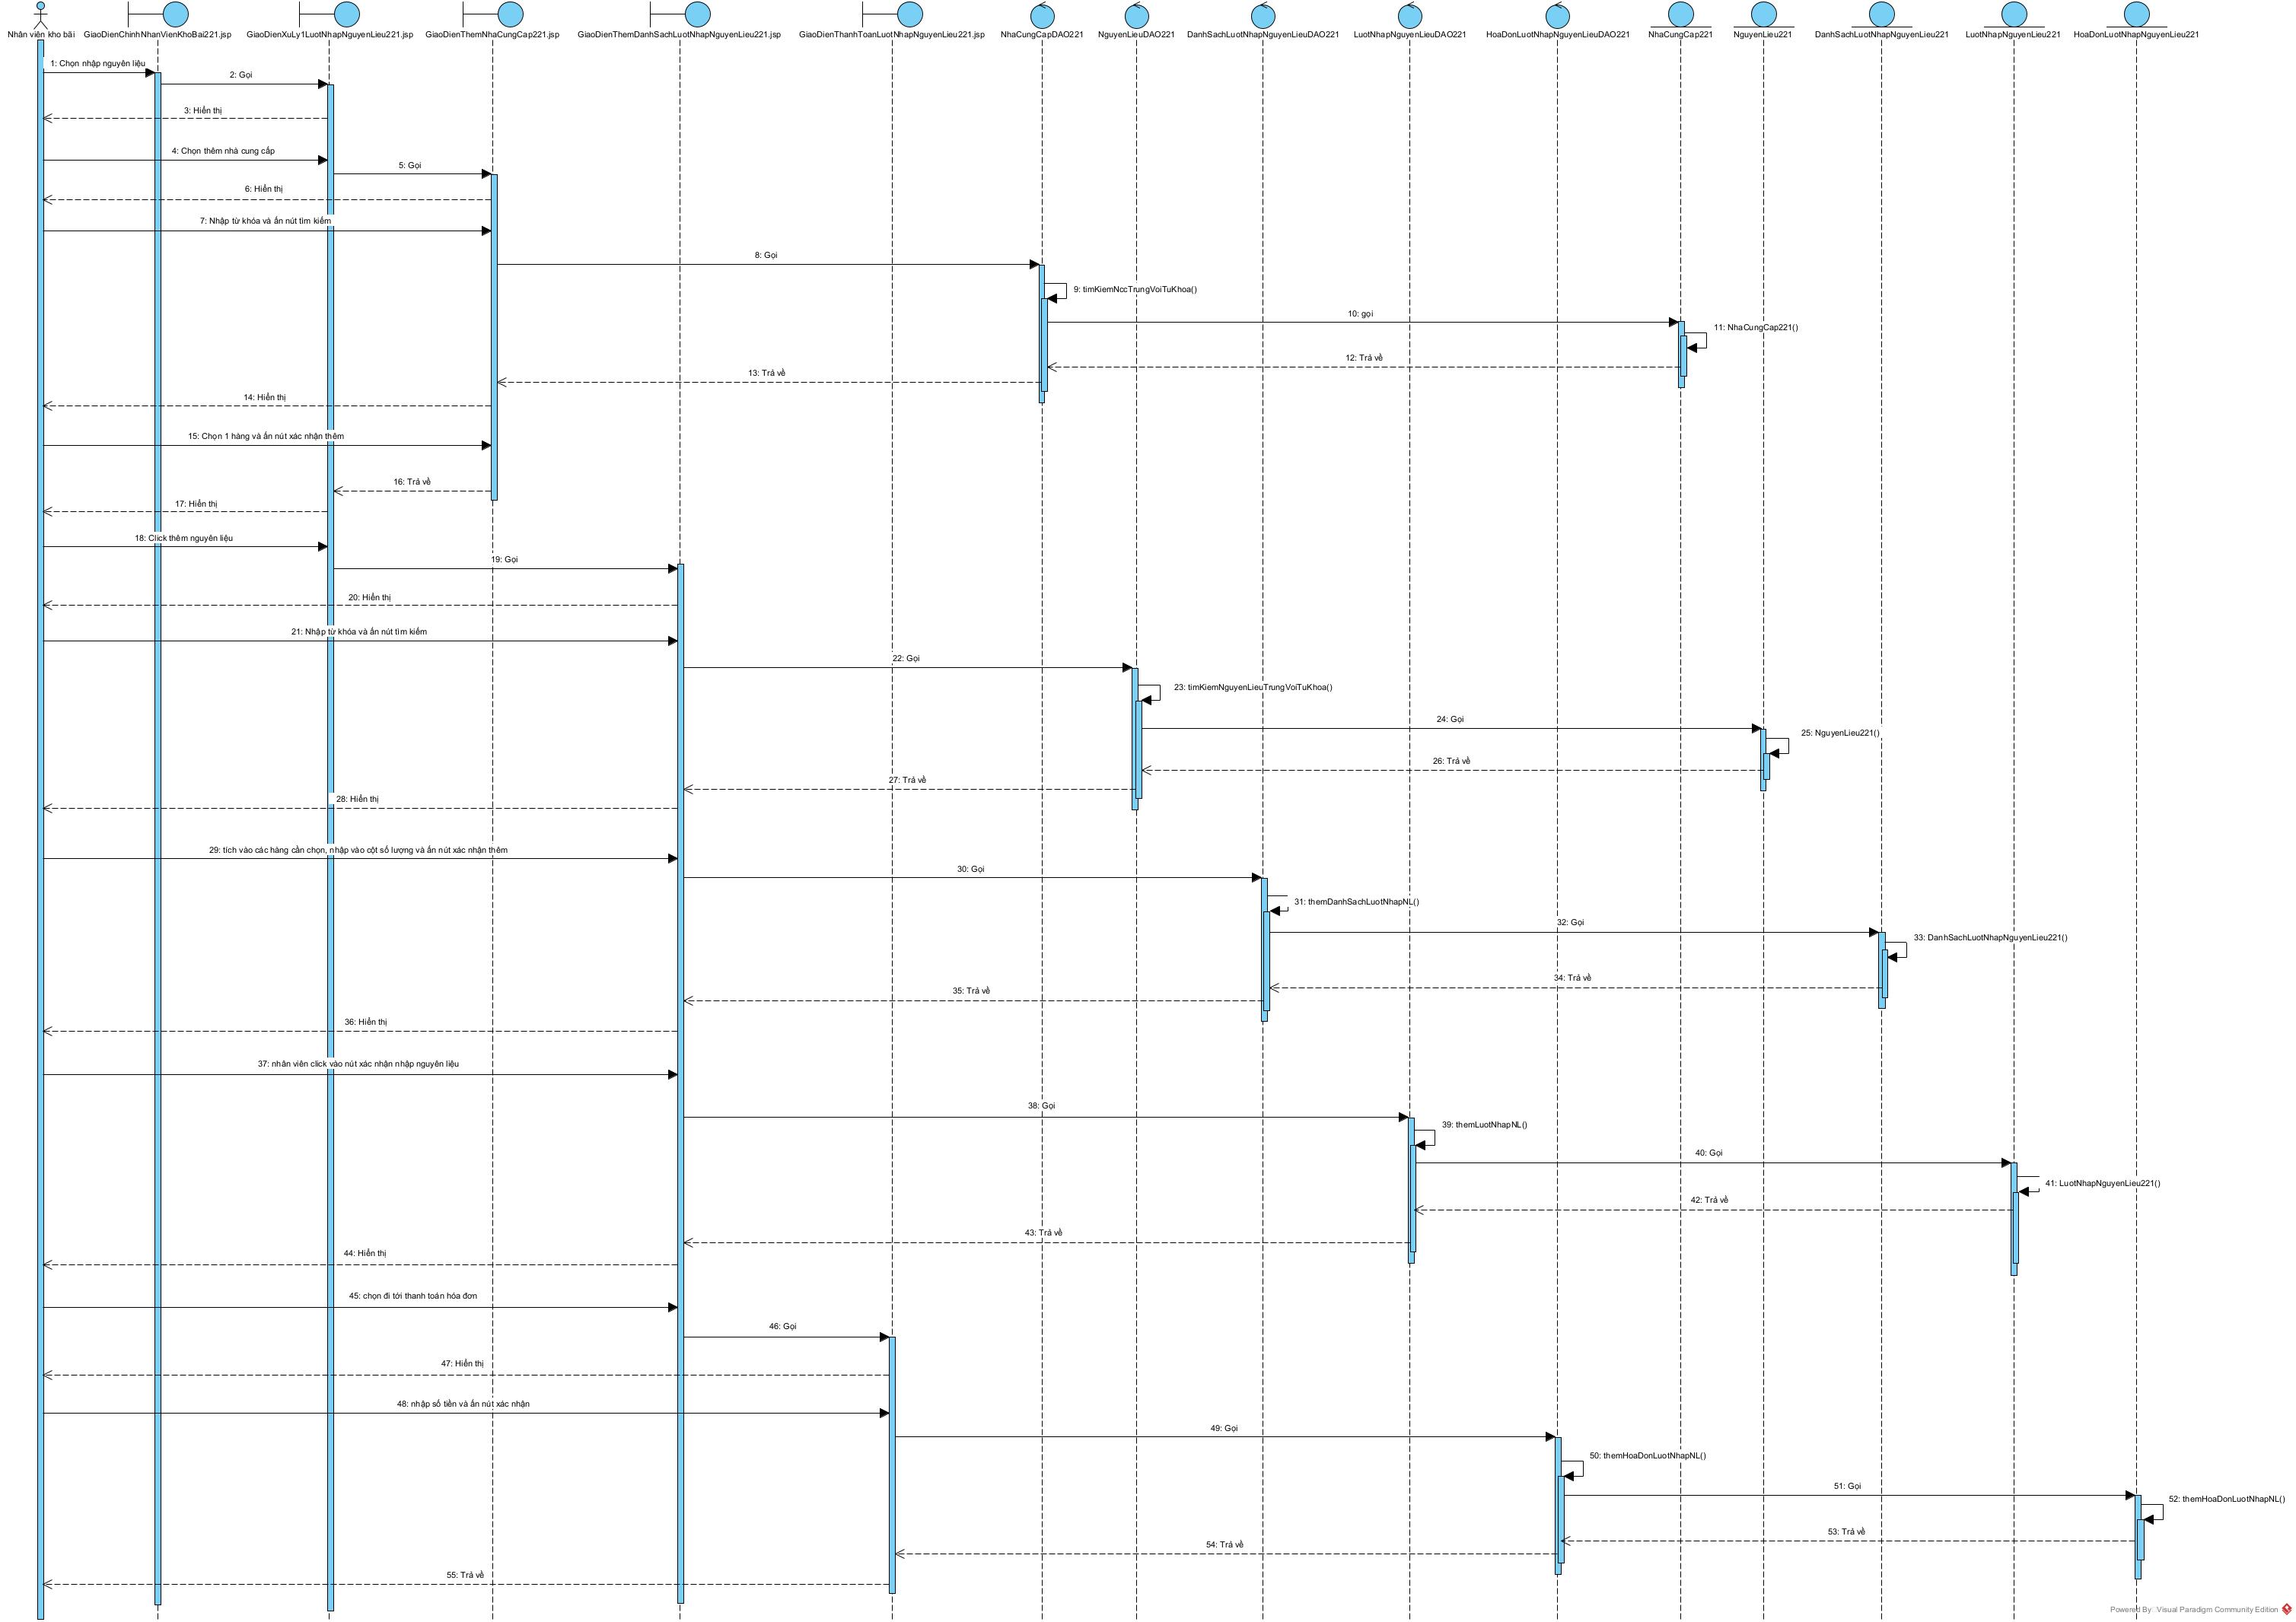 Nhân viên kho bãi
GiaoDienChinhNhanVienKhoBai221.jsp
GiaoDienXuLy1LuotNhapNguyenLieu221.jsp
GiaoDienThemNhaCungCap221.jsp
GiaoDienThemDanhSachLuotNhapNguyenLieu221.jsp
GiaoDienThanhToanLuotNhapNguyenLieu221.jsp
NhaCungCapDAO221
NguyenLieuDAO221
DanhSachLuotNhapNguyenLieuDAO221
LuotNhapNguyenLieuDAO221
HoaDonLuotNhapNguyenLieuDAO221
NhaCungCap221
NguyenLieu221
DanhSachLuotNhapNguyenLieu221
LuotNhapNguyenLieu221
HoaDonLuotNhapNguyenLieu221
1: Chọn nhập nguyên liệu
2: Gọi
3: Hiển thị
4: Chọn thêm nhà cung cấp
5: Gọi
6: Hiển thị
7: Nhập từ khóa và ấn nút tìm kiếm
8: Gọi
9: timKiemNccTrungVoiTuKhoa()
10: gọi
11: NhaCungCap221()
12: Trả về
13: Trả về
14: Hiển thị
15: Chọn 1 hàng và ấn nút xác nhận thêm
16: Trả về
17: Hiển thị
18: Click thêm nguyên liệu
19: Gọi
20: Hiển thị
21: Nhập từ khóa và ấn nút tìm kiếm
22: Gọi
23: timKiemNguyenLieuTrungVoiTuKhoa()
24: Gọi
25: NguyenLieu221()
26: Trả về
27: Trả về
28: Hiển thị
29: tích vào các hàng cần chọn, nhập vào cột số lượng và ấn nút xác nhận thêm
30: Gọi
31: themDanhSachLuotNhapNL()
32: Gọi
33: DanhSachLuotNhapNguyenLieu221()
34: Trả về
35: Trả về
36: Hiển thị
37: nhân viên click vào nút xác nhận nhập nguyên liệu
38: Gọi
39: themLuotNhapNL()
40: Gọi
41: LuotNhapNguyenLieu221()
42: Trả về
43: Trả về
44: Hiển thị
45: chọn đi tới thanh toán hóa đơn
46: Gọi
47: Hiển thị
48: nhập số tiền và ấn nút xác nhận
49: Gọi
50: themHoaDonLuotNhapNL()
51: Gọi
52: themHoaDonLuotNhapNL()
53: Trả về
54: Trả về
55: Trả về
Powered By: Visual Paradigm Community Edition